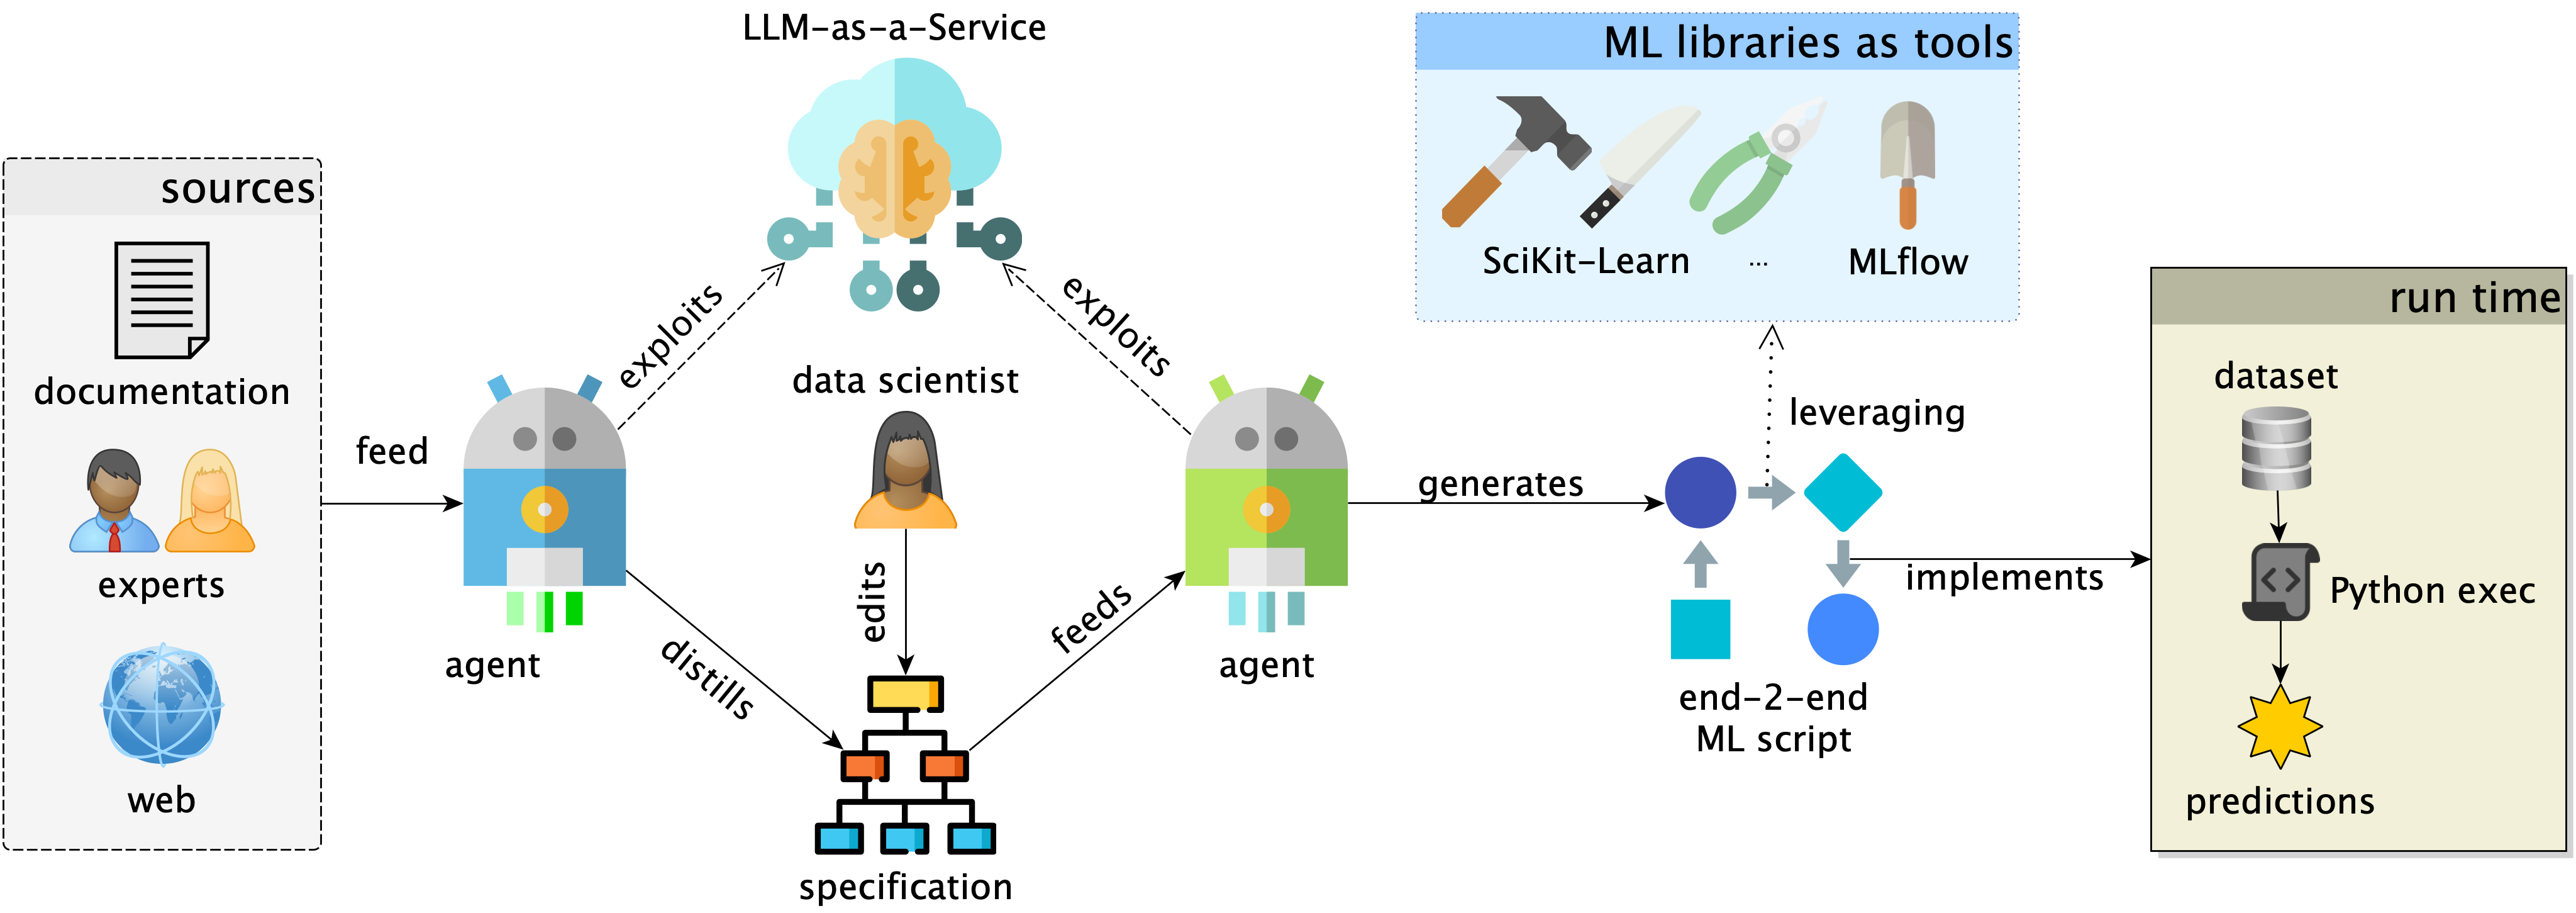 LLM-as-a-Service
ML libraries as tools
SciKit-Learn
...
MLflow
sources
documentation
experts
web
feed
agent
exploits
exploits
data scientist
edits
distills
feeds
specification
agent
generates
leveraging
end-2-end
ML script
implements
run time
dataset
Python exec
predictions